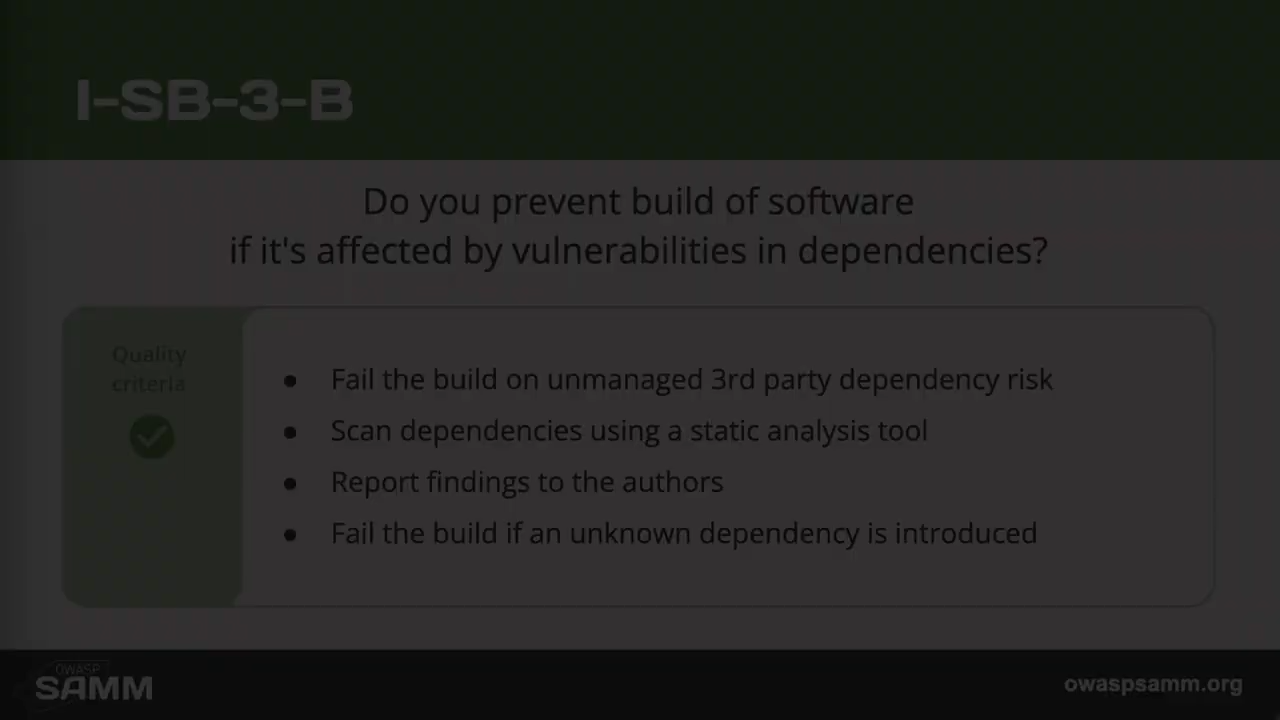 I-SB-3-B
Do you prevent build of software
if it's affected by vulnerabilities in dependencies?
Quality
criteria
● Fail the build on unmanaged 3rd party dependency risk
● Scan dependencies using a static analysis tool
● Report findings to the authors
● Fail the build if an unknown dependency is introduced
OWASP
SAMM
owaspsamm.org